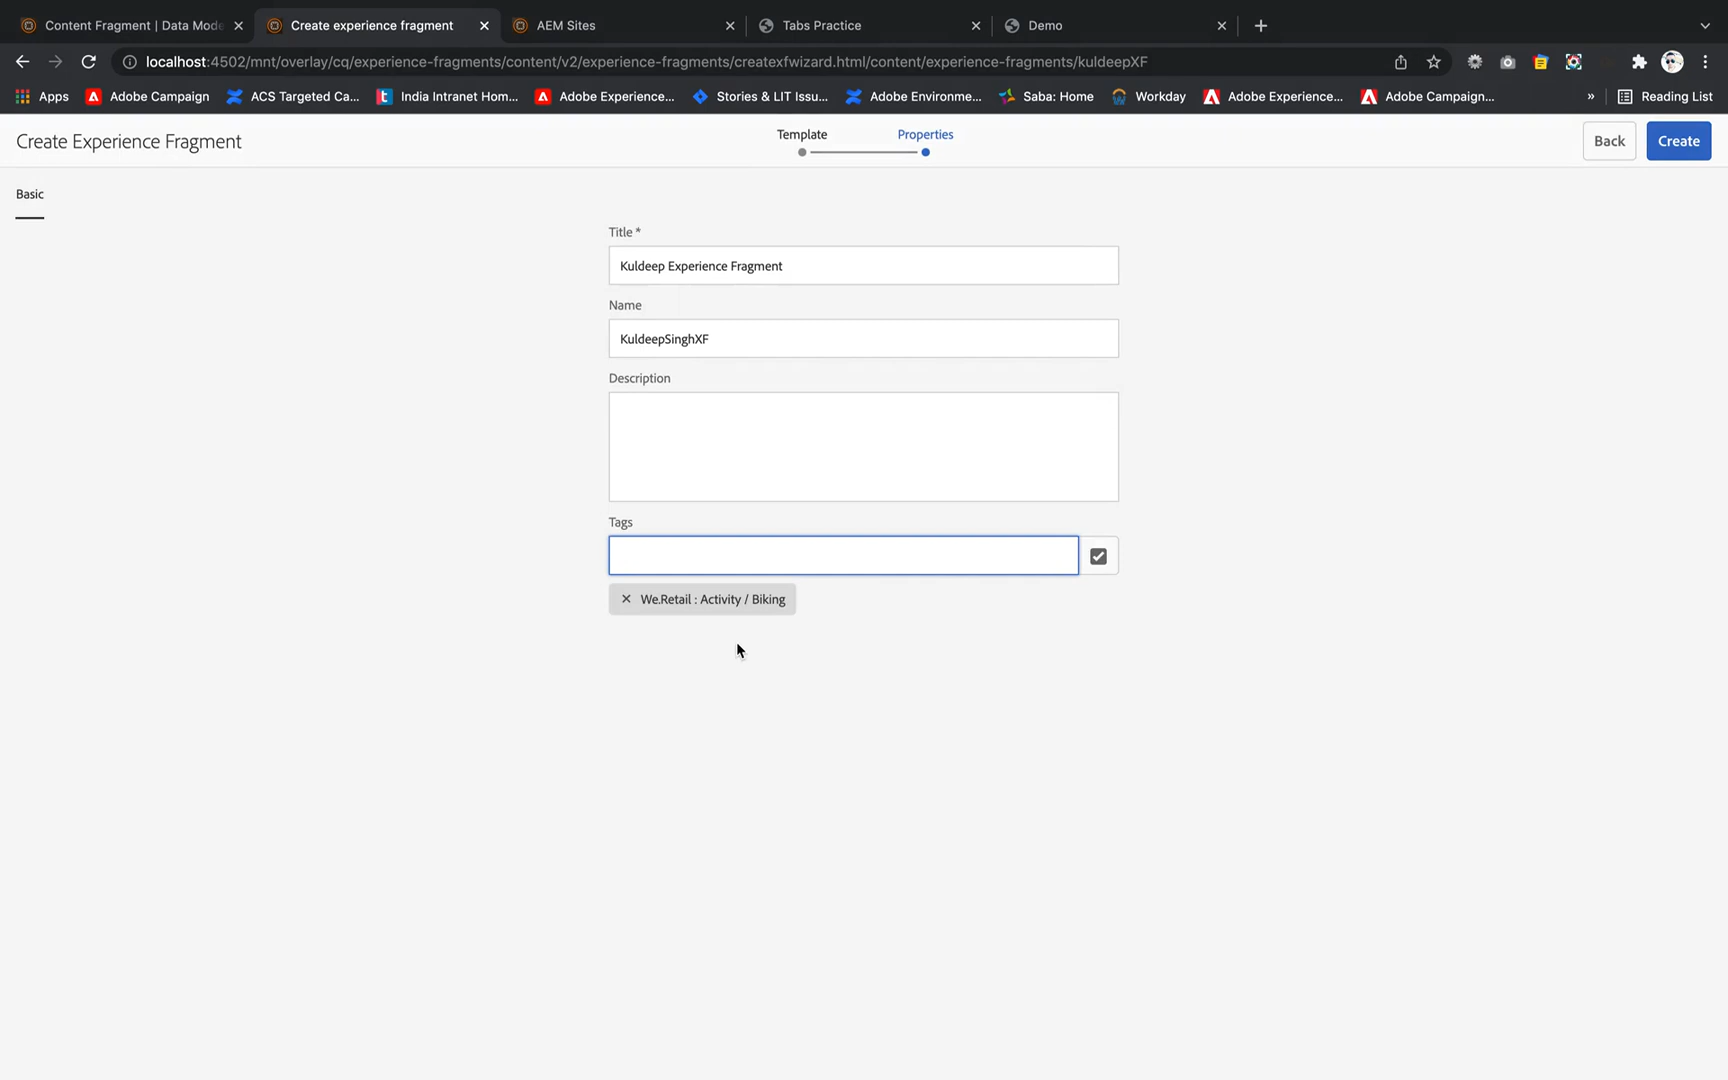 Content Fragment | Data Mode
Create experience fragment
AEM Sites
Tabs Practice
Demo
localhost:4502/mnt/overlay/cq/experience-fragments/content/v2/experience-fragments/createxfwizard.html/content/experience-fragments/kuldeepXF
Apps
Adobe Campaign
ACS Targeted Ca...
India Intranet Hom...
Adobe Experience...
Stories & LIT Issu...
Adobe Environme...
Saba: Home
Workday
Adobe Experience...
Adobe Campaign...
»
Reading List
Create Experience Fragment
Template
Properties
Back
Create
Basic
Title *
Kuldeep Experience Fragment
Name
KuldeepSinghXF
Description
Tags
We.Retail : Activity / Biking